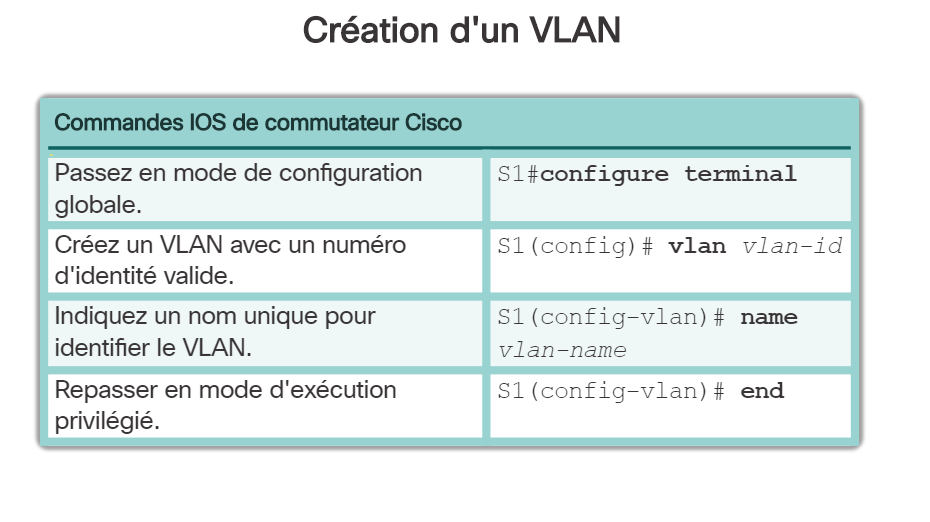 Création d'un VLAN
Commandes IOS de commutateur Cisco
Passez en mode de configuration
globale.
S1#configure terminal
Créez un VLAN avec un numéro
d'identité valide.
S1(config)# vlan vlan-id
Indiquez un nom unique pour
identifier le VLAN.
S1(config-vlan)# name
vlan-name
Repasser en mode d'exécution
privilégié.
S1(config-vlan)# end